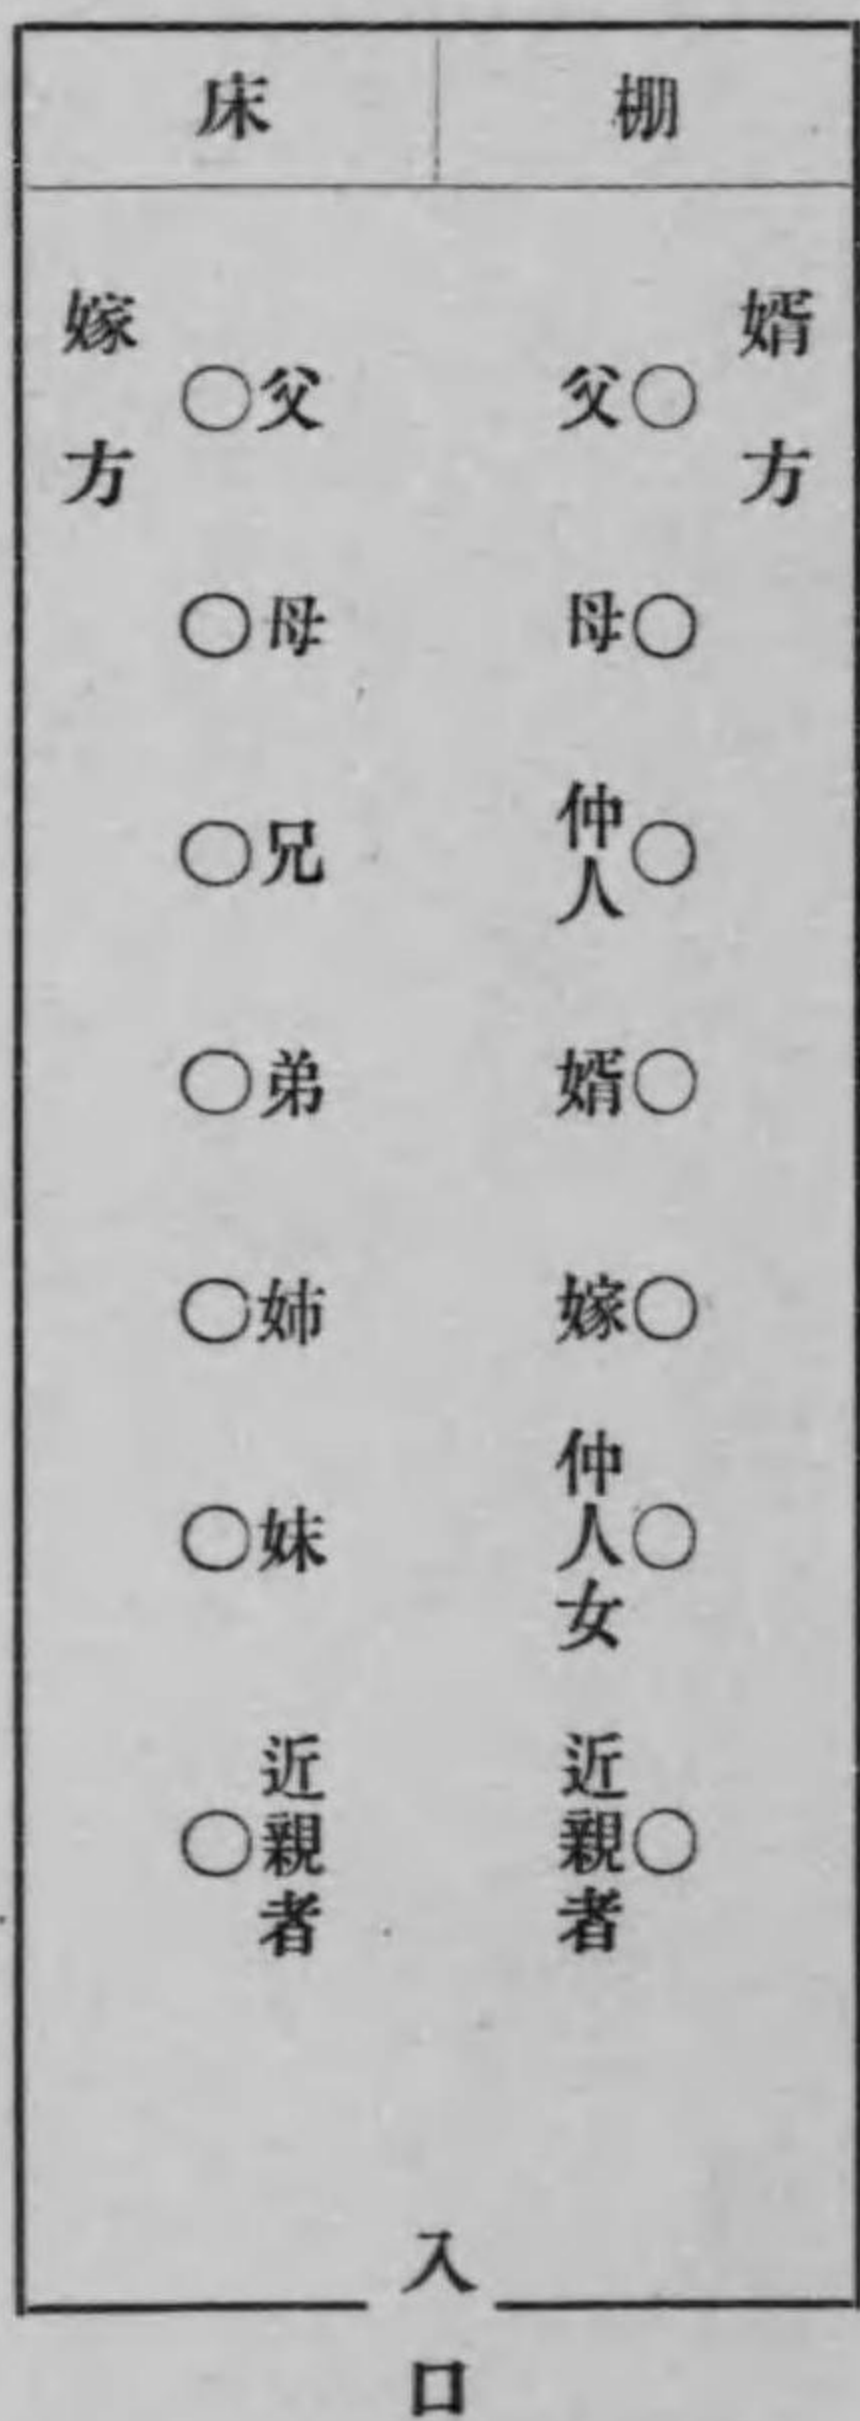 棚
床
婿方
父
母
仲人
婿
嫁
仲人女
近親者
嫁方
父
母
兄
弟
姉
妹
近親者
入口